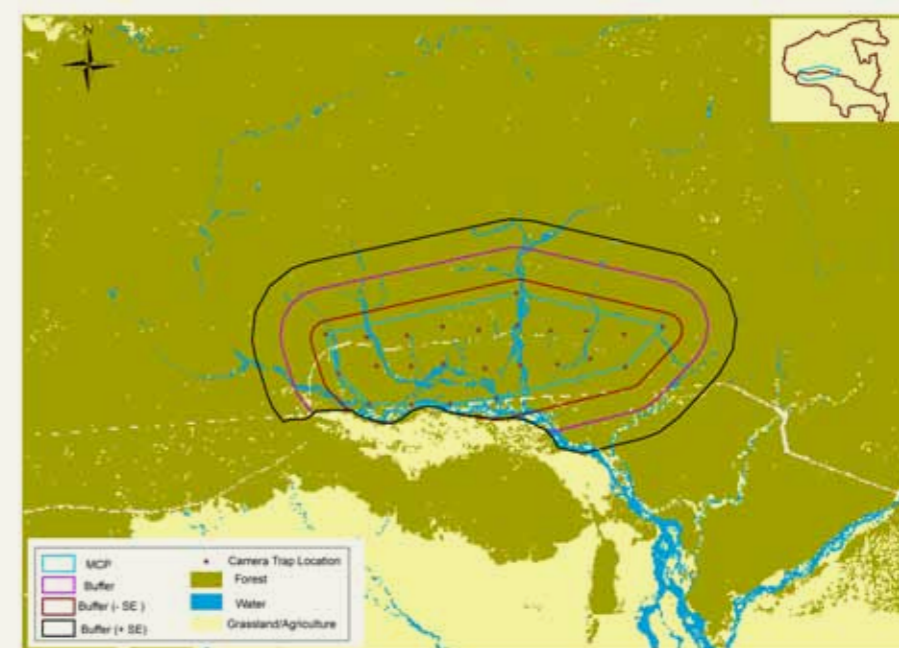 N
MCP
Buffer
Buffer (- SE )
Buffer (+ SE)
Camera Trap Location
Forest
Water
Grassland/Agriculture